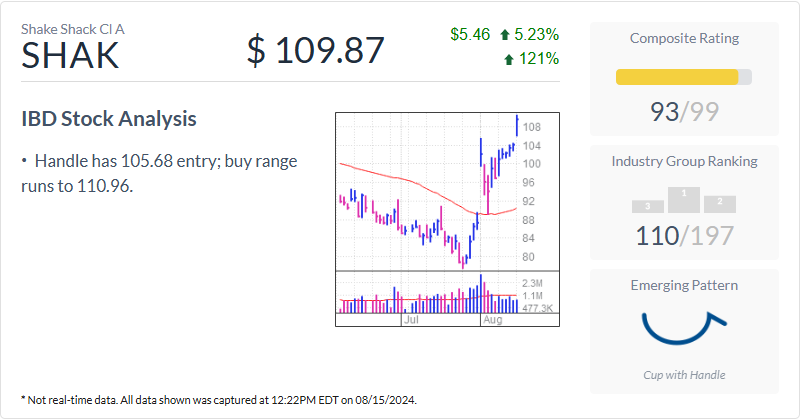 Shake Shack Cl A
SHAK
$ 109.87
$5.46 5.23%
121%
IBD Stock Analysis
• Handle has 105.68 entry; buy range
runs to 110.96.
108
104
100
96
92
88
84
80
2.3M
1.1M
477.3K
Jul
Aug
Composite Rating
93/99
Industry Group Ranking
3
1
2
110/197
Emerging Pattern
Cup with Handle
* Not real-time data. All data shown was captured at 12:22PM EDT on 08/15/2024.